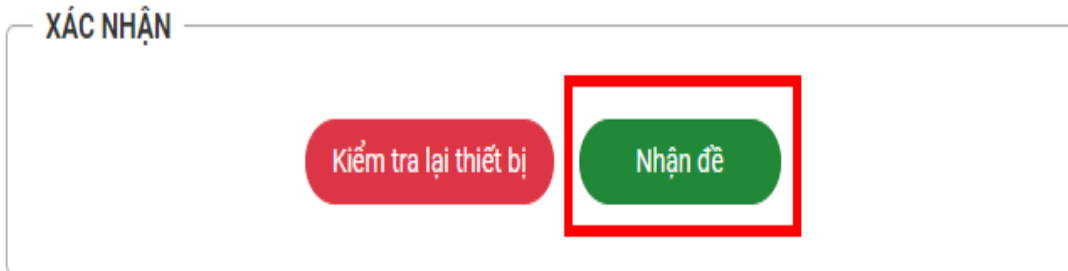 XÁC NHẬN
Kiểm tra lại thiết bị
Nhận đề